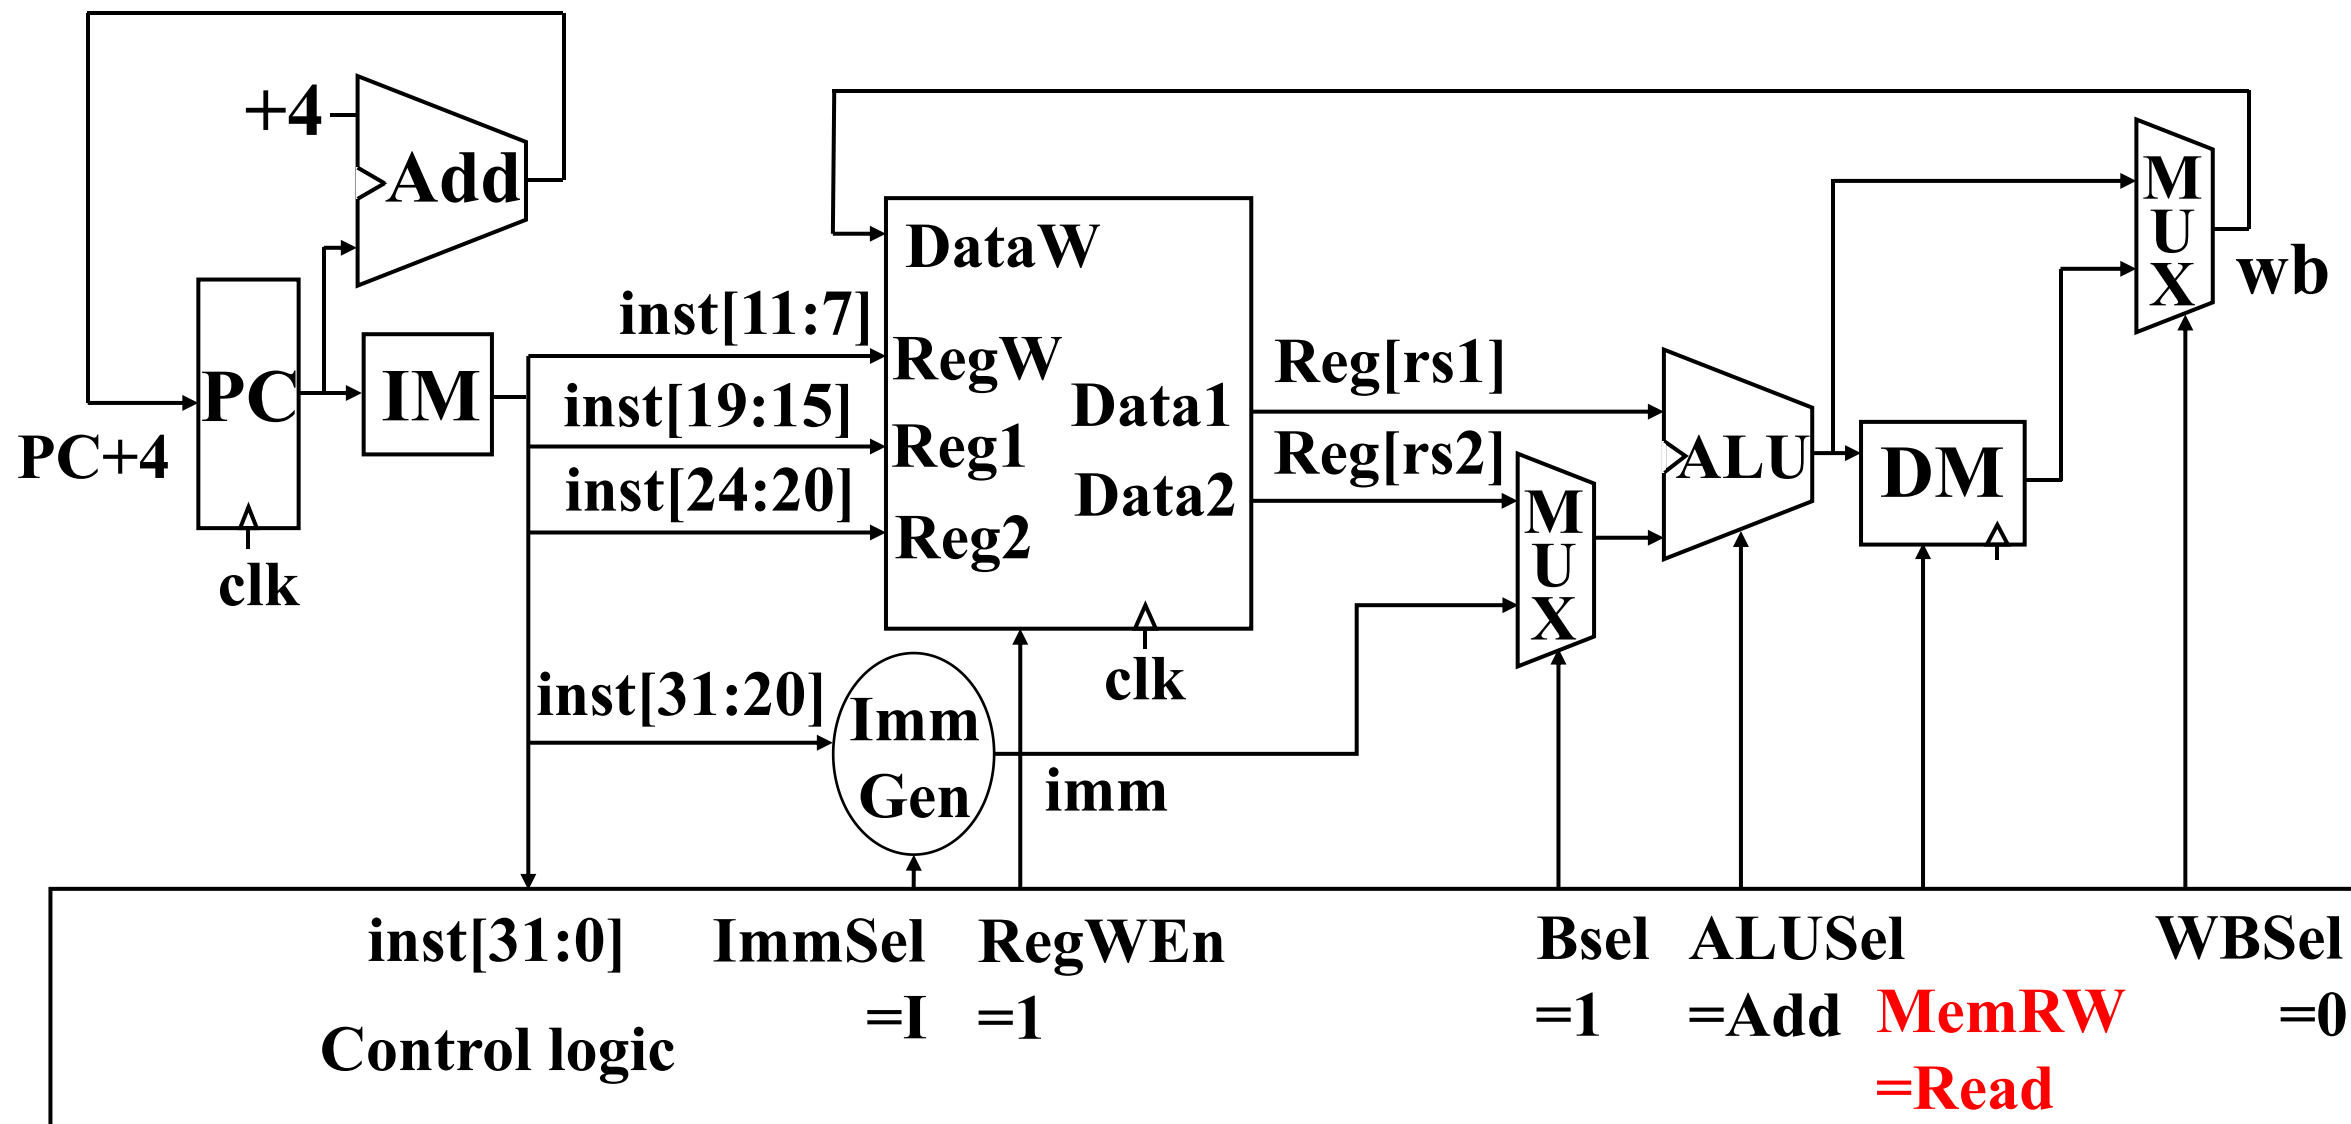 +4
Add
PC
IM
PC+4
clk
inst[11:7]
inst[19:15]
inst[24:20]
inst[31:20]
DataW
RegW
Reg1
Reg2
Data1
Data2
clk
Imm
Gen
imm
Reg[rs1]
Reg[rs2]
M
U
X
ALU
DM
M
U
X
wb
inst[31:0]
ImmSel
=I
RegWEn
=1
Bsel
=1
ALUSel
=Add
MemRW
=Read
WBSel
=0
Control logic